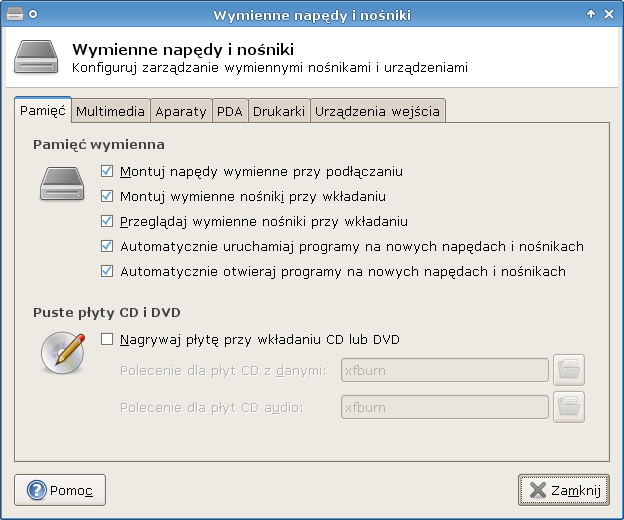 Wymienne napędy i nośniki
Wymienne napędy i nośniki
Konfiguruj zarządzanie wymiennymi nośnikami i urządzeniami
Pamięć Multimedia Aparaty PDA Drukarki Urządzenia wejścia
Pamięć wymienna
Montuj napędy wymienne przy podłączaniu
Montuj wymienne nośniki przy wkładaniu
Przeglądaj wymienne nośniki przy wkładaniu
Automatycznie uruchamiaj programy na nowych napędach i nośnikach
Automatycznie otwieraj programy na nowych napędach i nośnikach
Puste płyty CD i DVD
Nagrywaj płytę przy wkładaniu CD lub DVD
Polecenie dla płyt CD z danymi: xfburn
Polecenie dla płyt CD audio: xfburn
Pomoc Zamknij